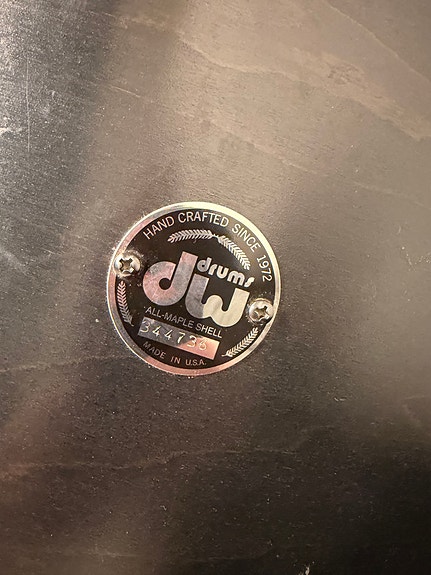 HAND CRAFTED SINCE 1972
drums
dw
ALL-MAPLE SHELL
344736
MADE IN U.S.A.